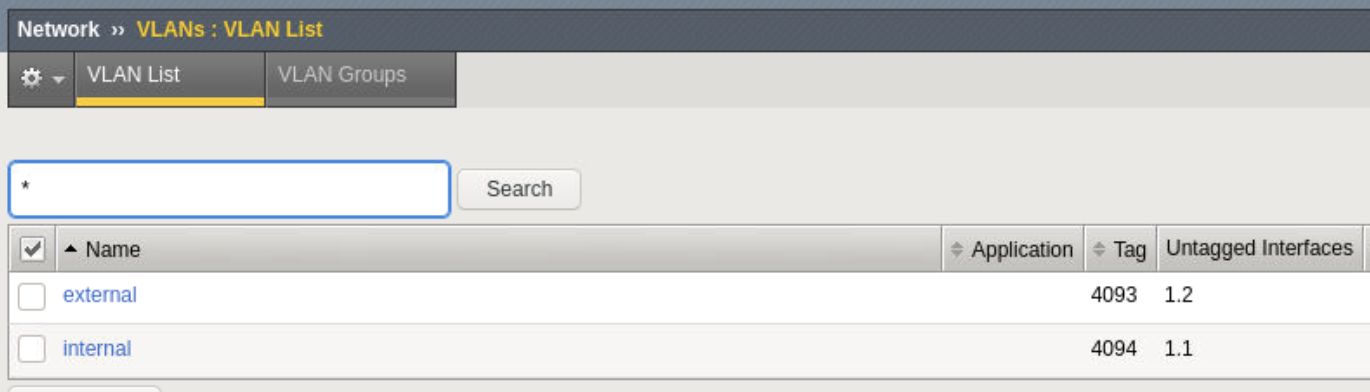 Network ›› VLANs : VLAN List
VLAN List VLAN Groups
* Search
Name Application Tag Untagged Interfaces
external 4093 1.2
internal 4094 1.1